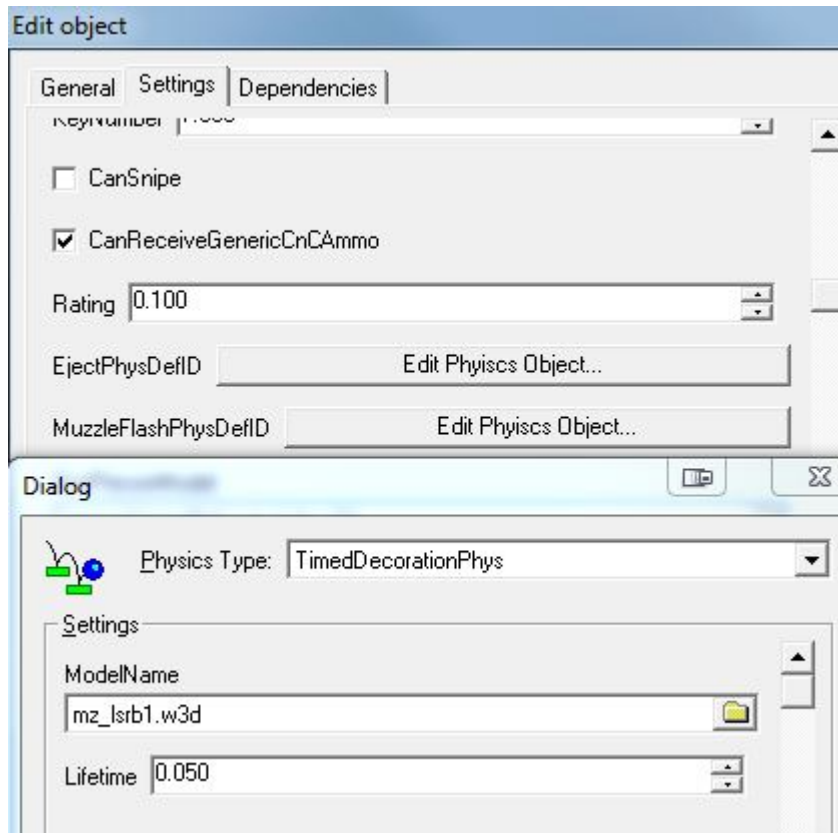 Edit object
General Settings Dependencies
KeyNumber
CanSnipe
CanReceiveGenericCnCAmmo
Rating 0.100
EjectPhysDefID Edit Phyiscs Object...
MuzzleFlashPhysDefID Edit Phyiscs Object...
Dialog
Physics Type: TimedDecorationPhys
Settings
ModelName
mz_lsrb1.w3d
Lifetime 0.050